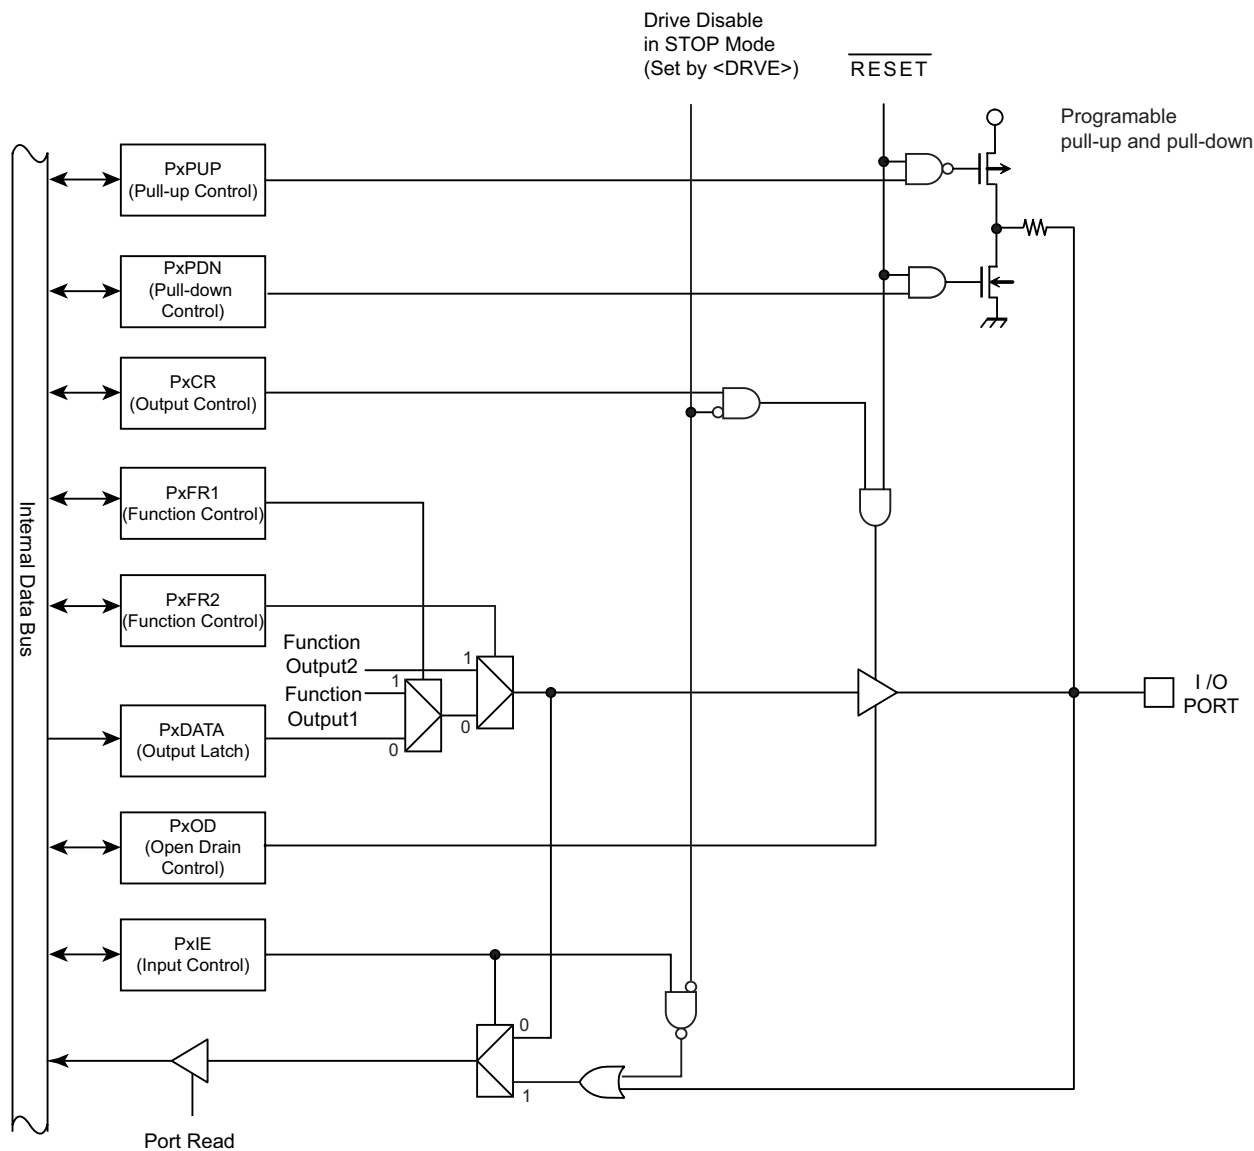 Drive Disable
in STOP Mode
(Set by <DRVE>)
RESET
Programable
pull-up and pull-down
PxPUP
(Pull-up Control)
PxPDN
(Pull-down
Control)
PxCR
(Output Control)
PxFR1
(Function Control)
PxFR2
(Function Control)
Internal Data Bus
Function
Output2
1
Function
Output1
1
0
0
I /O
PORT
PxDATA
(Output Latch)
PxOD
(Open Drain
Control)
PxIE
(Input Control)
0
1
Port Read